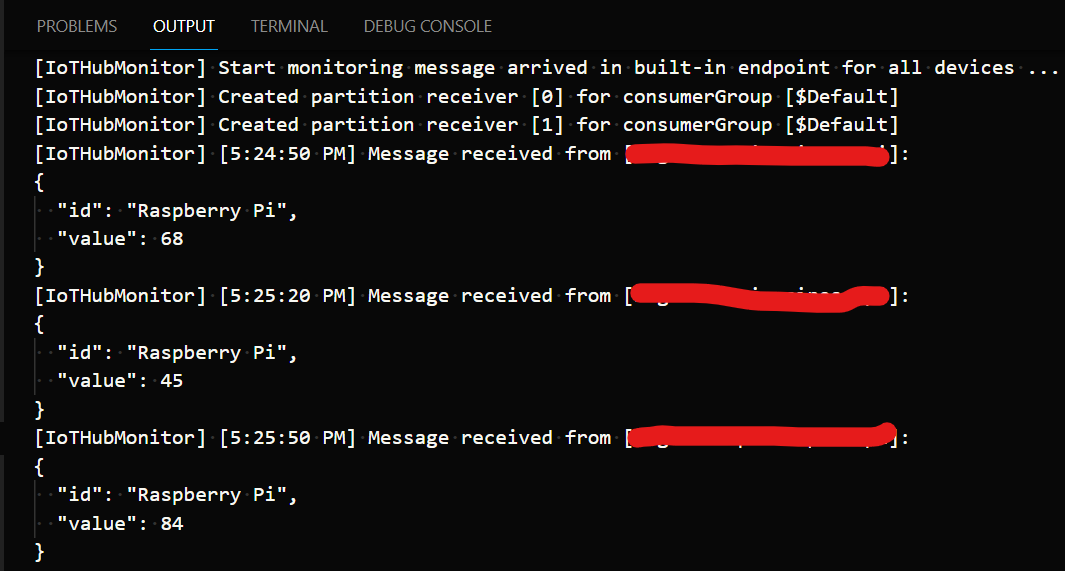 PROBLEMS OUTPUT TERMINAL DEBUG CONSOLE
[IoTHubMonitor] Start monitoring message arrived in built-in endpoint for all devices ...
[IoTHubMonitor] Created partition receiver [0] for consumerGroup [$Default]
[IoTHubMonitor] Created partition receiver [1] for consumerGroup [$Default]
[IoTHubMonitor] [5:24:50 PM] Message received from [ ]:
{
  "id": "Raspberry Pi",
  "value": 68
}
[IoTHubMonitor] [5:25:20 PM] Message received from [ ]:
{
  "id": "Raspberry Pi",
  "value": 45
}
[IoTHubMonitor] [5:25:50 PM] Message received from [ ]:
{
  "id": "Raspberry Pi",
  "value": 84
}